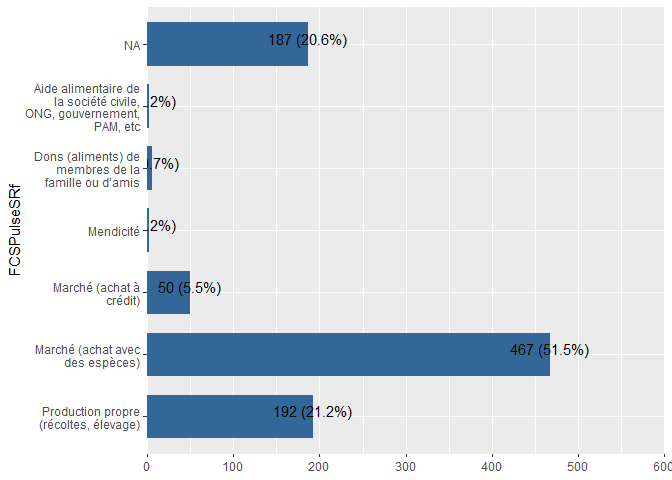 FCSPulseSRf
NA
187 (20.6%)
Aide alimentaire de
la société civile,
ONG, gouvernement,
PAM, etc
2%)
Dons (aliments) de
membres de la
famille ou d'amis
7%)
Mendicité
2%)
Marché (achat à
crédit)
50 (5.5%)
Marché (achat avec
des espèces)
467 (51.5%)
Production propre
(récoltes, élevage)
192 (21.2%)
0 100 200 300 400 500 600